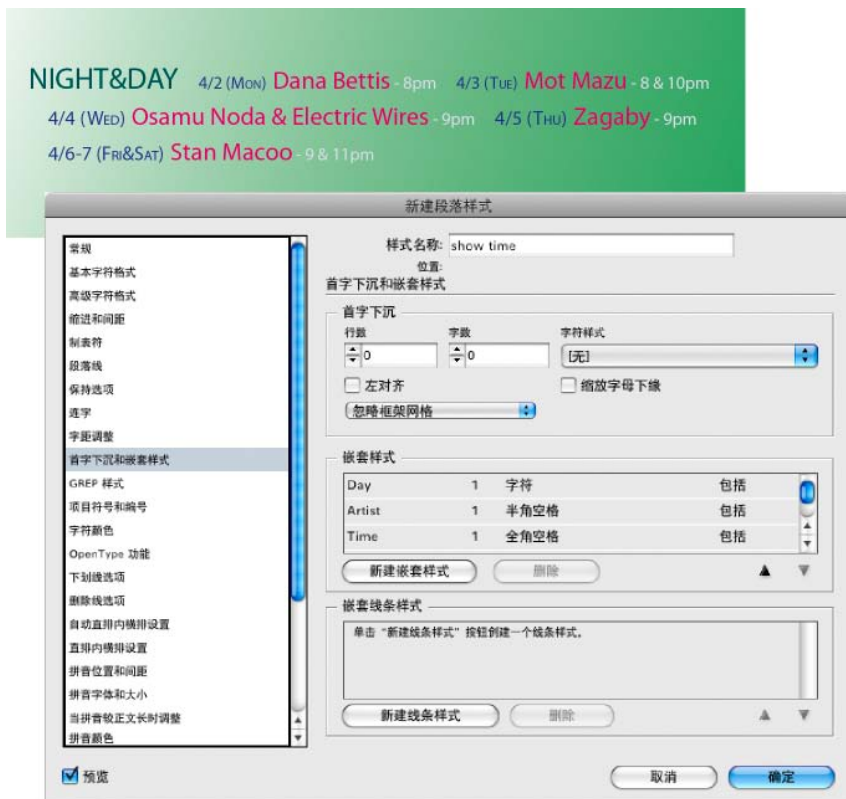 NIGHT&DAY 4/2 (MON) Dana Bettis - 8pm 4/3 (TUE) Mot Mazu - 8 & 10pm
4/4 (WED) Osamu Noda & Electric Wires - 9pm 4/5 (THU) Zagaby - 9pm
4/6-7 (FRI&SAT) Stan Macoo - 9 & 11pm
新建段落样式
常规
基本字符格式
高级字符格式
缩进和间距
制表符
段落线
保持选项
连字
字距调整
首字下沉和嵌套样式
GREP 样式
项目符号和编号
字符颜色
OpenType 功能
下划线选项
删除线选项
自动直排内横排设置
直排内横排设置
拼音位置和间距
拼音字体和大小
当拼音较正文长时调整
拼音颜色
样式名称: show time
位置:
首字下沉和嵌套样式
首字下沉
行数 字数 字符样式
0 0 [无]
左对齐 缩放字母下缘
忽略框架网格
嵌套样式
Day 1 字符 包括
Artist 1 半角空格 包括
Time 1 全角空格 包括
新建嵌套样式 删除
嵌套线条样式
单击“新建线条样式”按钮创建一个线条样式。
新建线条样式 删除
预览 取消 确定